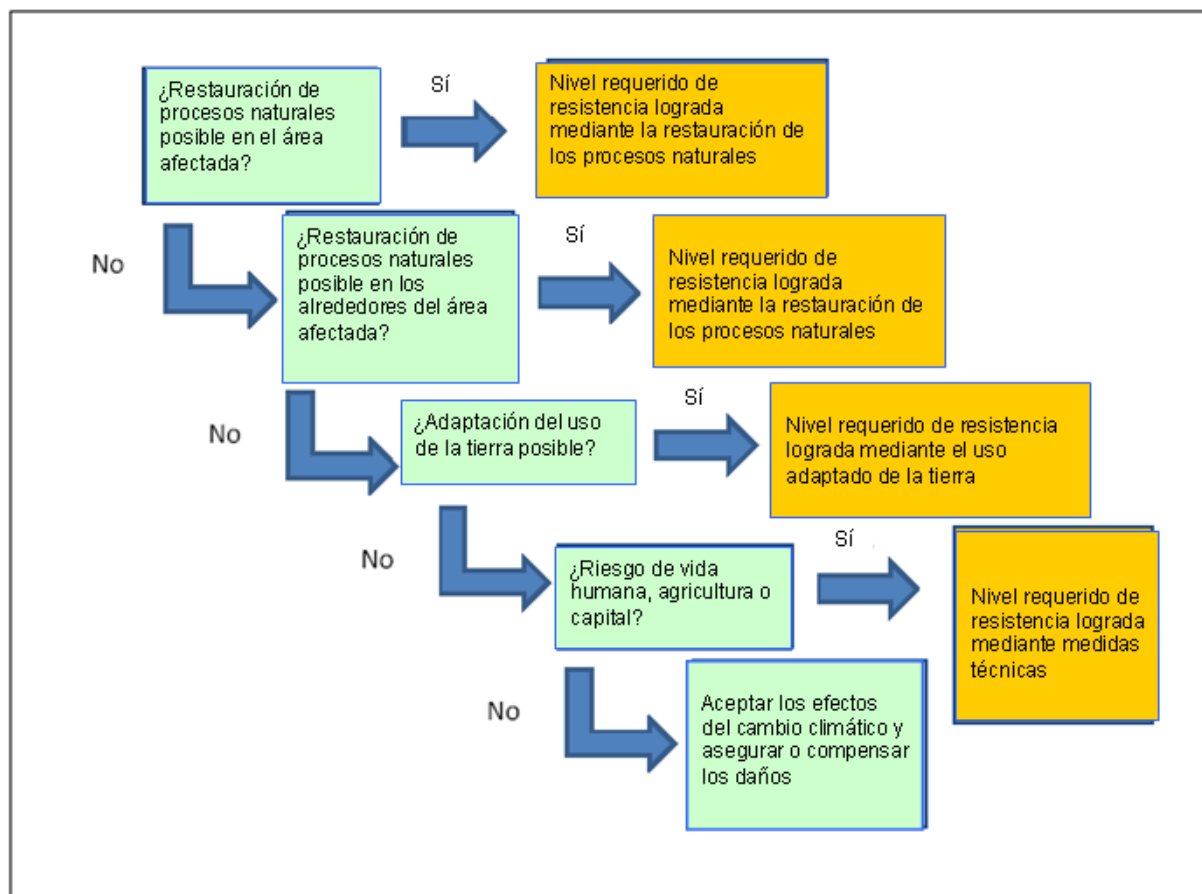 ¿Restauración de
procesos naturales
posible en el área
afectada?
Sí
Nivel requerido de
resistencia lograda
mediante la restauración de
los procesos naturales
No
¿Restauración de
procesos naturales
posible en los
alrededores del área
afectada?
Sí
Nivel requerido de
resistencia lograda
mediante la restauración de
los procesos naturales
No
¿Adaptación del uso
de la tierra posible?
Sí
Nivel requerido de resistencia
lograda mediante el uso
adaptado de la tierra
No
¿Riesgo de vida
humana, agricultura o
capital?
Sí
Nivel requerido de
resistencia lograda
mediante medidas
técnicas
No
Aceptar los efectos
del cambio climático y
asegurar o compensar
los daños